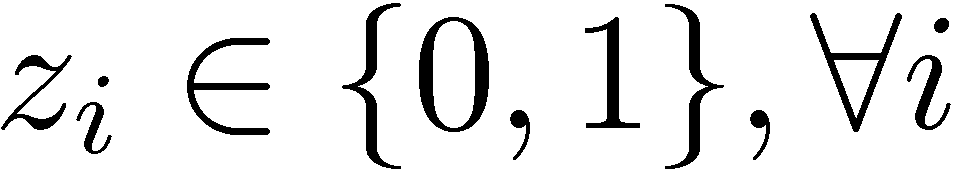 z_i ∈ {0, 1}, ∀i